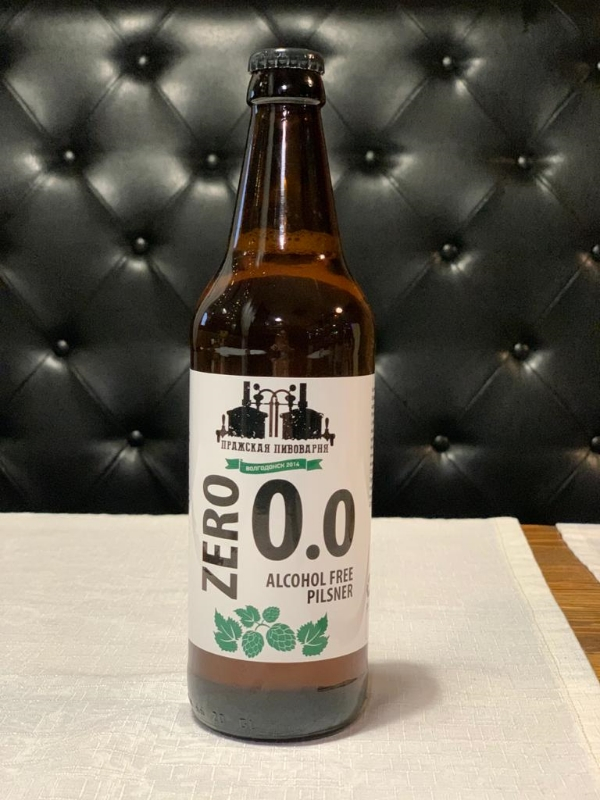 ПРАЖСКАЯ ПИВОВАРНЯ
ВОЛГОДОНСК 2014
ZERO
0.0
ALCOHOL FREE
PILSNER